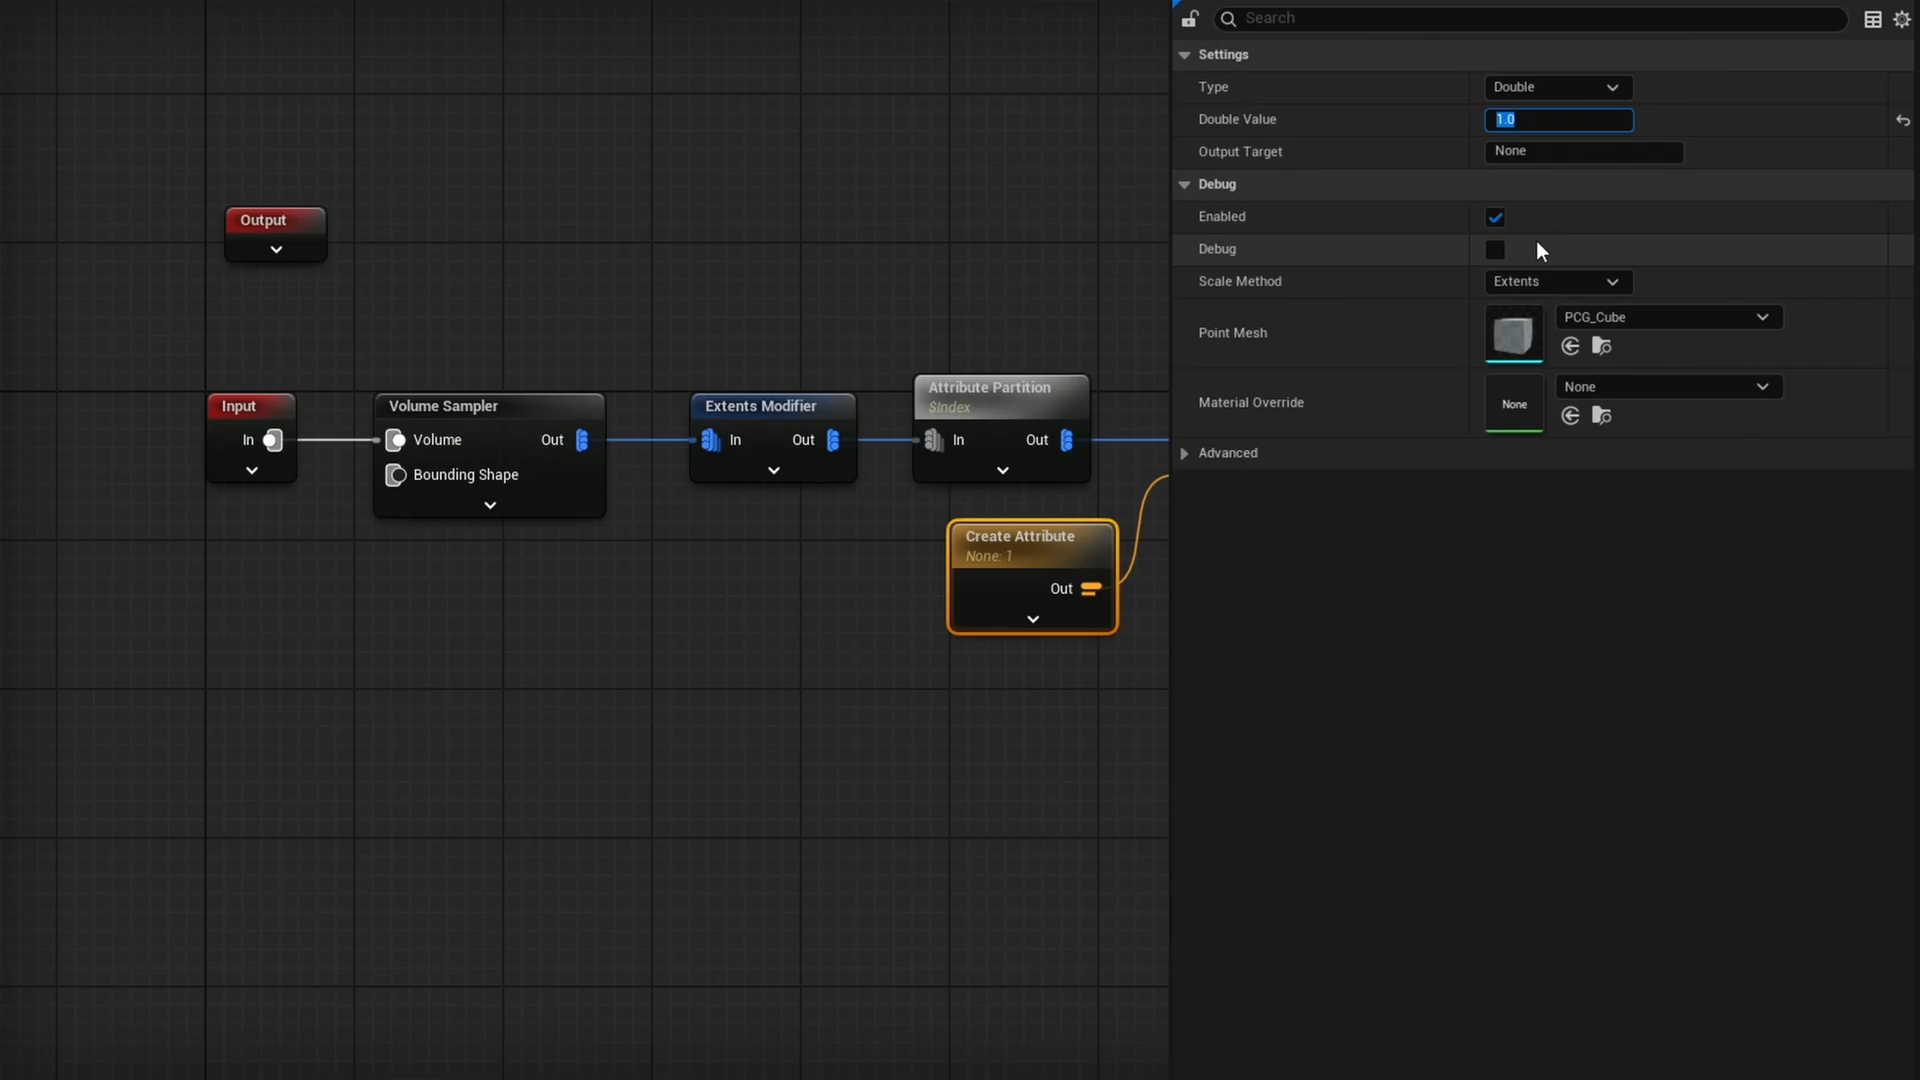 Output
Input
In
Volume Sampler
Volume
Out
Bounding Shape
Extents Modifier
In
Out
Attribute Partition
$Index
In
Out
Create Attribute
None: 1
Out
Search
Settings
Type
Double
Double Value
1.0
Output Target
None
Debug
Enabled
Debug
Scale Method
Extents
Point Mesh
PCG_Cube
Material Override
None
None
Advanced